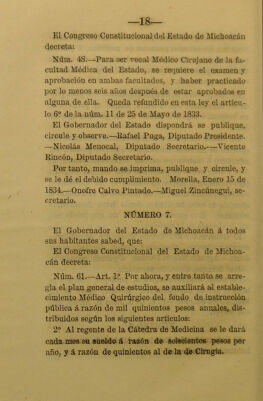 —18—
El Congreso Constitucional del Estado de Michoacán
decreta:
Núm. 48.—Para ser vocal Médico Cirujano de la fa-
cultad Médica del Estado, se requiere el examen y
aprobación en ambas facultades, y haber practicado
por lo menos seis años después de estar aprobados en
alguna de ella. Queda refundido en esta ley el artícu-
lo 6º de la núm. 11 de 25 de Mayo de 1833.
El Gobernador del Estado dispondrá se publique,
circule y observe.—Rafael Puga, Diputado Presidente.
—Nicolás Menocal, Diputado Secretario.—Vicente
Rincón, Diputado Secretario.
Por tanto, mando se imprima, publique y circule, y
se le dé el debido cumplimiento. Morelia, Enero 15 de
1834.—Onofre Calvo Pintado.—Miguel Zincúnegui, se-
cretario.
NÚMERO 7.
El Gobernador del Estado de Michoacán á todos
sus habitantes sabed, que:
El Congreso Constitucional del Estado de Michoa-
cán decreta:
Núm. 61.—Art. 1º Por ahora, y entre tanto se arre-
gla el plan general de estudios, se auxiliará al estable-
cimiento Médico Quirúrgico del fondo de instrucción
pública á razón de mil quinientos pesos anuales, dis-
tribuidos según los siguientes artículos:
2º Al regente de la Cátedra de Medicina se le dará
cada mes su sueldo á razón de seiscientos pesos por
año, y á razón de quinientos al de la de Cirugía.